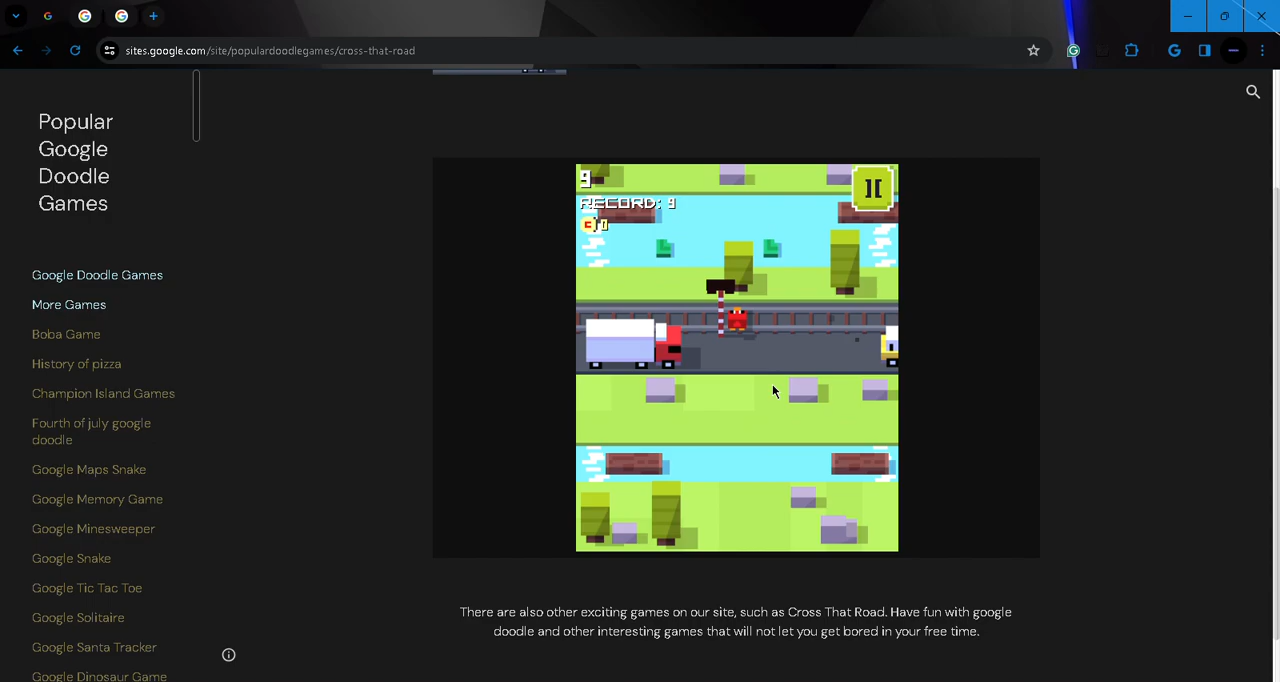 sites.google.com/site/populardoodlegames/cross-that-road
Popular
Google
Doodle
Games
Google Doodle Games
More Games
Boba Game
History of pizza
Champion Island Games
Fourth of july google
doodle
Google Maps Snake
Google Memory Game
Google Minesweeper
Google Snake
Google Tic Tac Toe
Google Solitaire
Google Santa Tracker
Google Dinosaur Game
9
RECORD: 9
0
There are also other exciting games on our site, such as Cross That Road. Have fun with google
doodle and other interesting games that will not let you get bored in your free time.